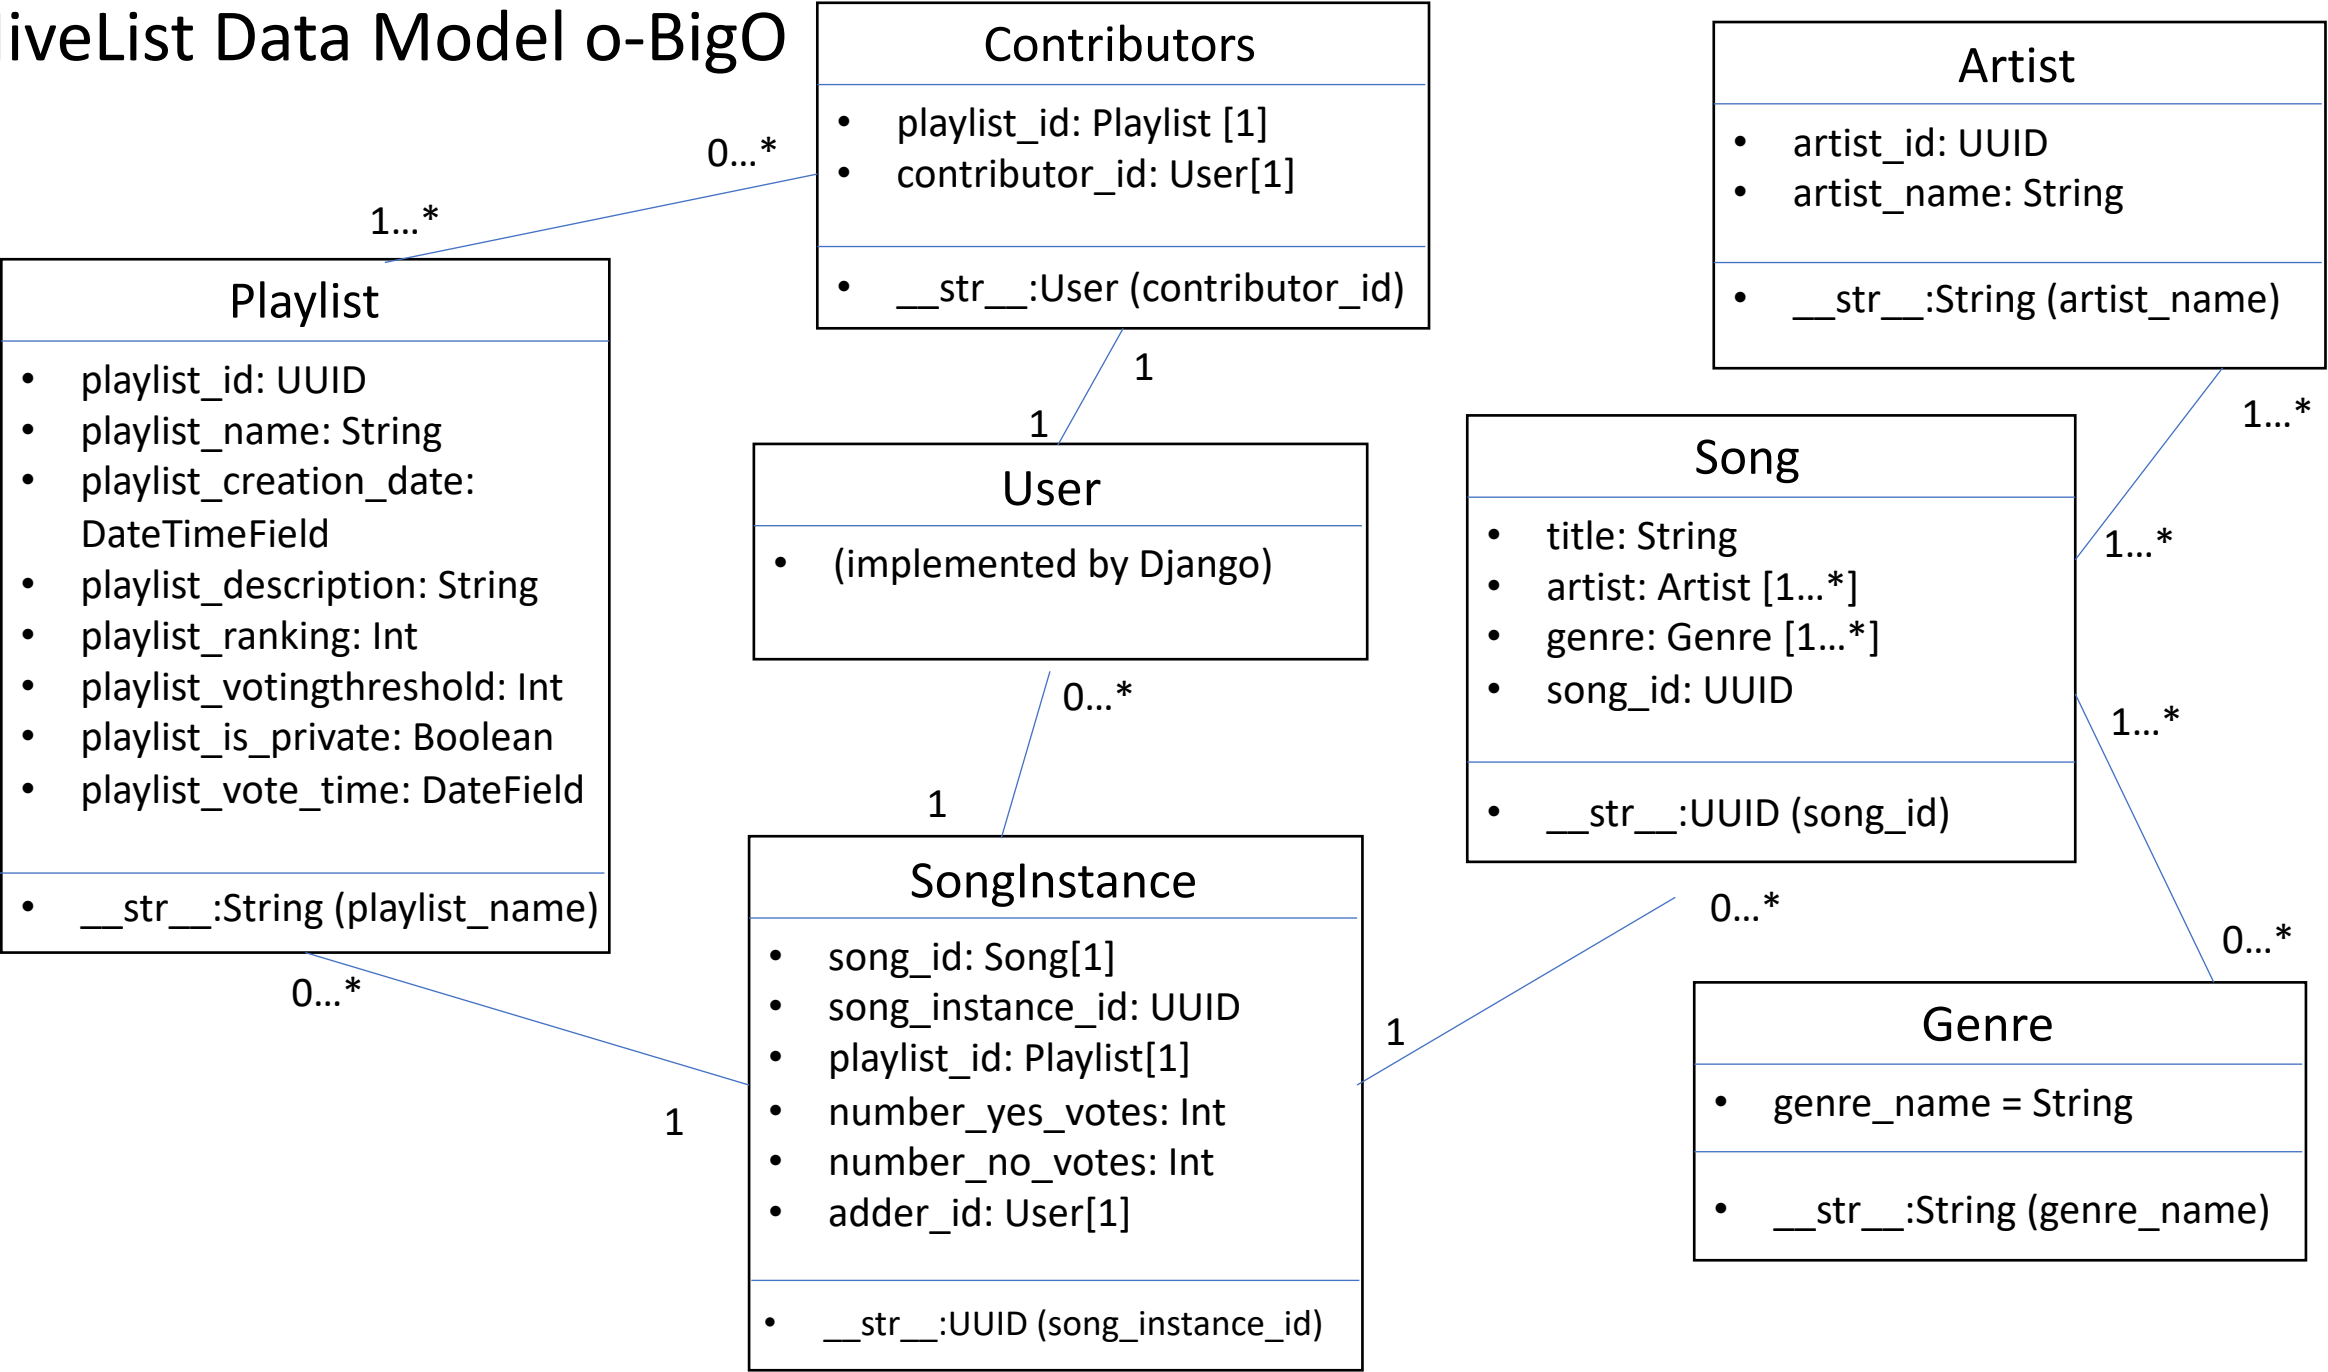 iveList Data Model o-BigO
Contributors
• playlist_id: Playlist [1]
• contributor_id: User[1]
• __str__:User (contributor_id)
Artist
• artist_id: UUID
• artist_name: String
• __str__:String (artist_name)
0...*
1...*
Playlist
• playlist_id: UUID
• playlist_name: String
• playlist_creation_date:
DateTimeField
• playlist_description: String
• playlist_ranking: Int
• playlist_votingthreshold: Int
• playlist_is_private: Boolean
• playlist_vote_time: DateField
• __str__:String (playlist_name)
1
1
User
• (implemented by Django)
0...*
1
1...*
1...*
Song
• title: String
• artist: Artist [1...*]
• genre: Genre [1...*]
• song_id: UUID
• __str__:UUID (song_id)
1...*
0...*
0...*
1
0...*
1
SongInstance
• song_id: Song[1]
• song_instance_id: UUID
• playlist_id: Playlist[1]
• number_yes_votes: Int
• number_no_votes: Int
• adder_id: User[1]
• __str__:UUID (song_instance_id)
Genre
• genre_name = String
• __str__:String (genre_name)